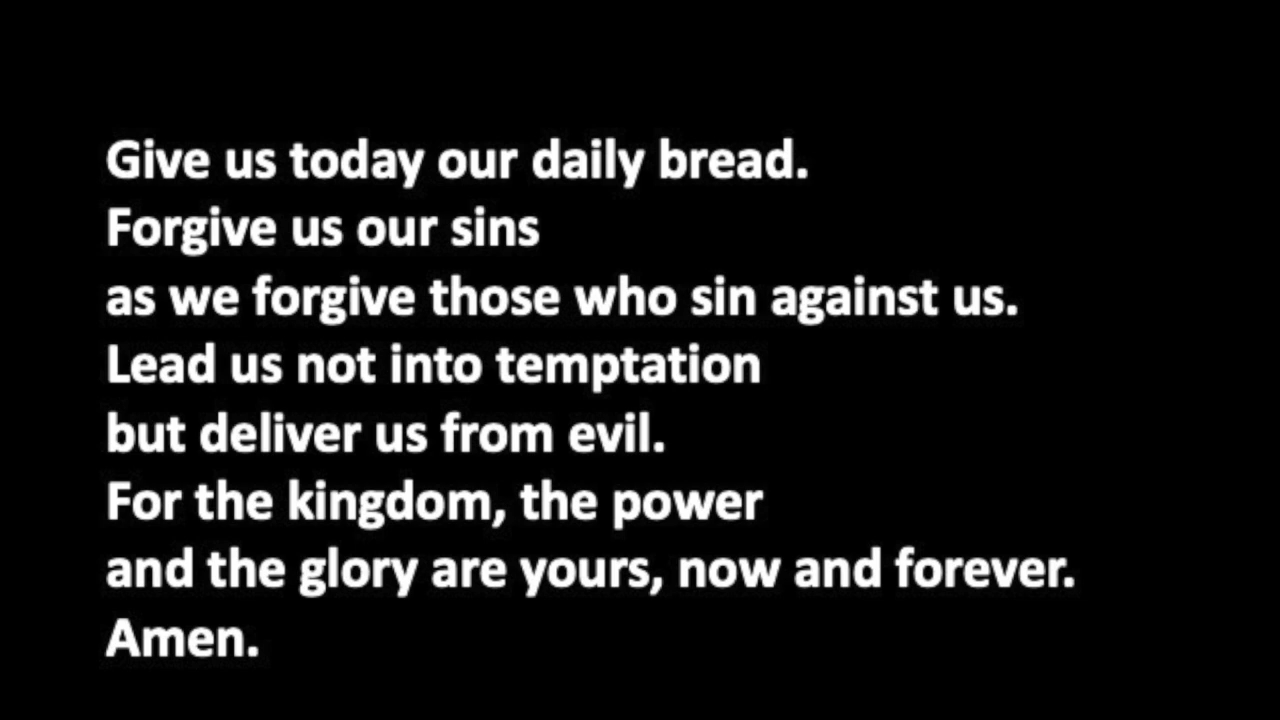 Give us today our daily bread.
Forgive us our sins
as we forgive those who sin against us.
Lead us not into temptation
but deliver us from evil.
For the kingdom, the power
and the glory are yours, now and forever.
Amen.